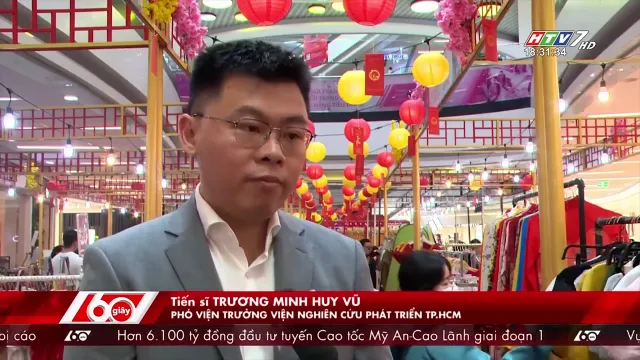 HTV7 HD
18:31:34
Tiến sĩ TRƯƠNG MINH HUY VŨ
PHÓ VIỆN TRƯỞNG VIỆN NGHIÊN CỨU PHÁT TRIỂN TP.HCM
60 giây
o cáo 60 Hơn 6.100 tỷ đồng đầu tư tuyến Cao tốc Mỹ An-Cao Lãnh giai đoạn 1 60 V